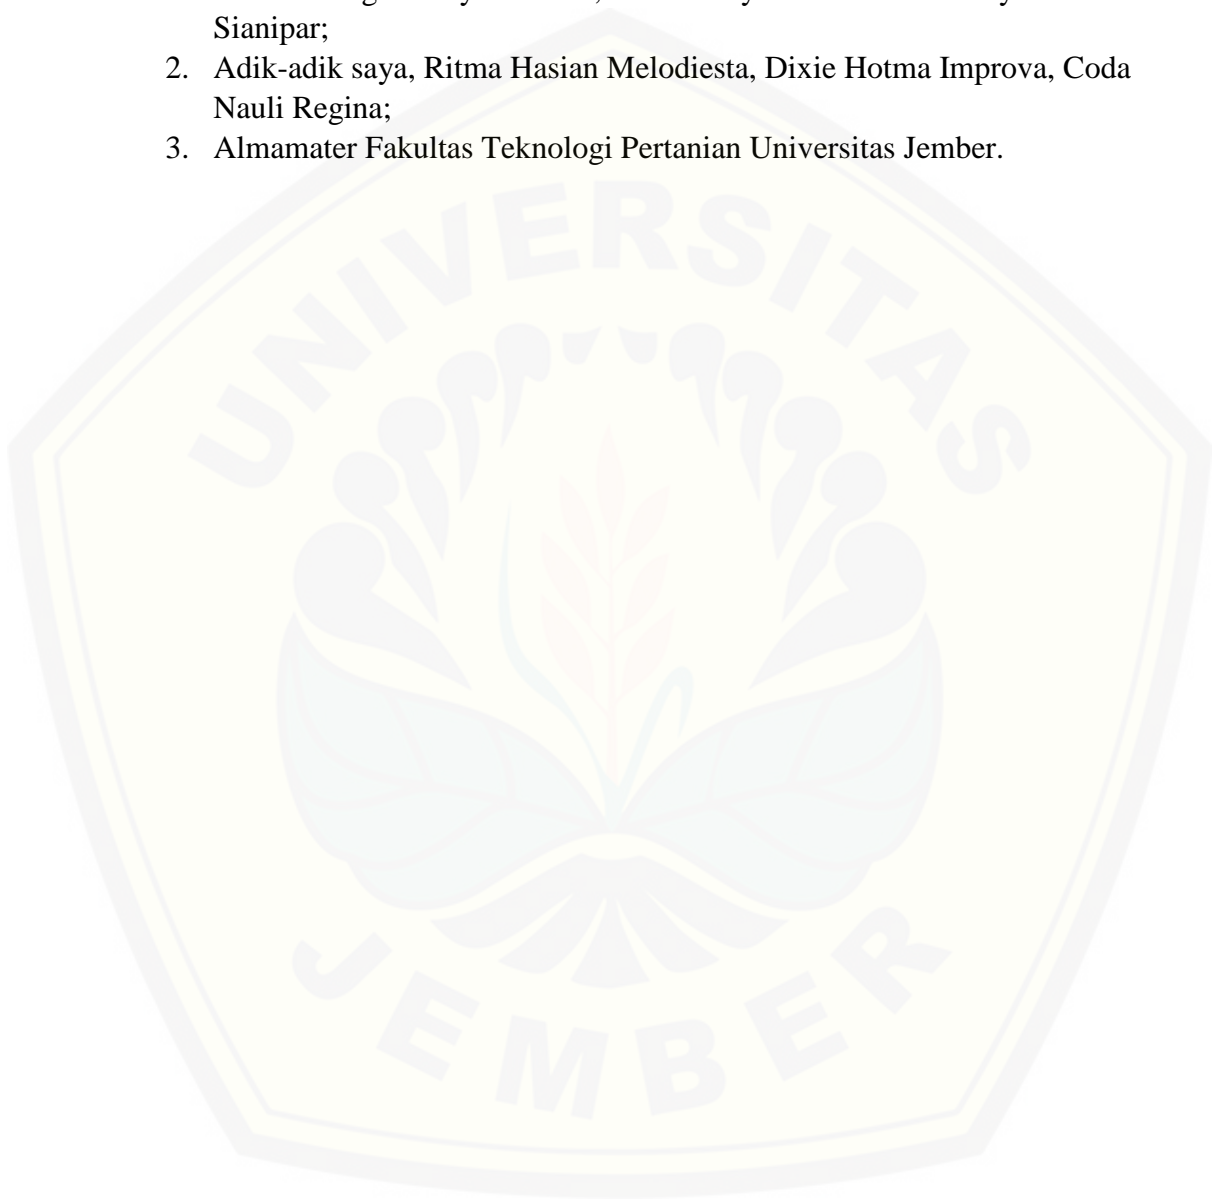 Sianipar;
2. Adik-adik saya, Ritma Hasian Melodiesta, Dixie Hotma Improva, Coda
Nauli Regina;
3. Almamater Fakultas Teknologi Pertanian Universitas Jember.
UNIVERSITAS
JEMBER